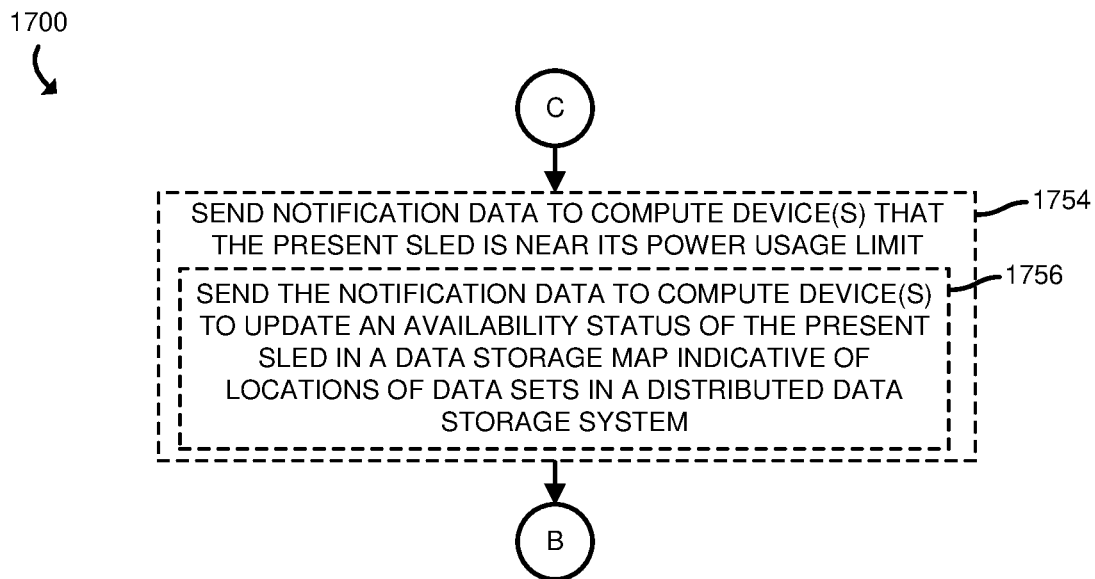 1700
C
SEND NOTIFICATION DATA TO COMPUTE DEVICE(S) THAT
THE PRESENT SLED IS NEAR ITS POWER USAGE LIMIT
1754
SEND THE NOTIFICATION DATA TO COMPUTE DEVICE(S)
TO UPDATE AN AVAILABILITY STATUS OF THE PRESENT
SLED IN A DATA STORAGE MAP INDICATIVE OF
LOCATIONS OF DATA SETS IN A DISTRIBUTED DATA
STORAGE SYSTEM
1756
B